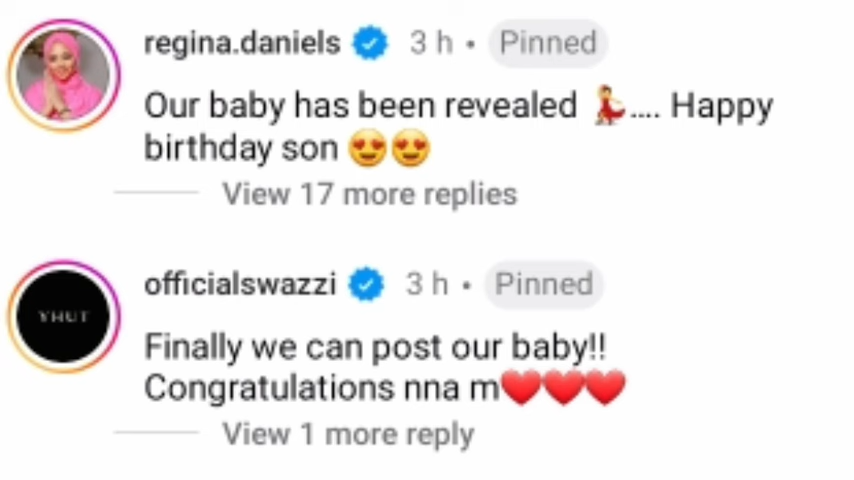 regina.daniels 3 h • Pinned
Our baby has been revealed 💃.... Happy
birthday son 😍😍
View 17 more replies
officialswazzi 3 h • Pinned
YHUT
Finally we can post our baby!!
Congratulations nna m❤️❤️❤️
View 1 more reply